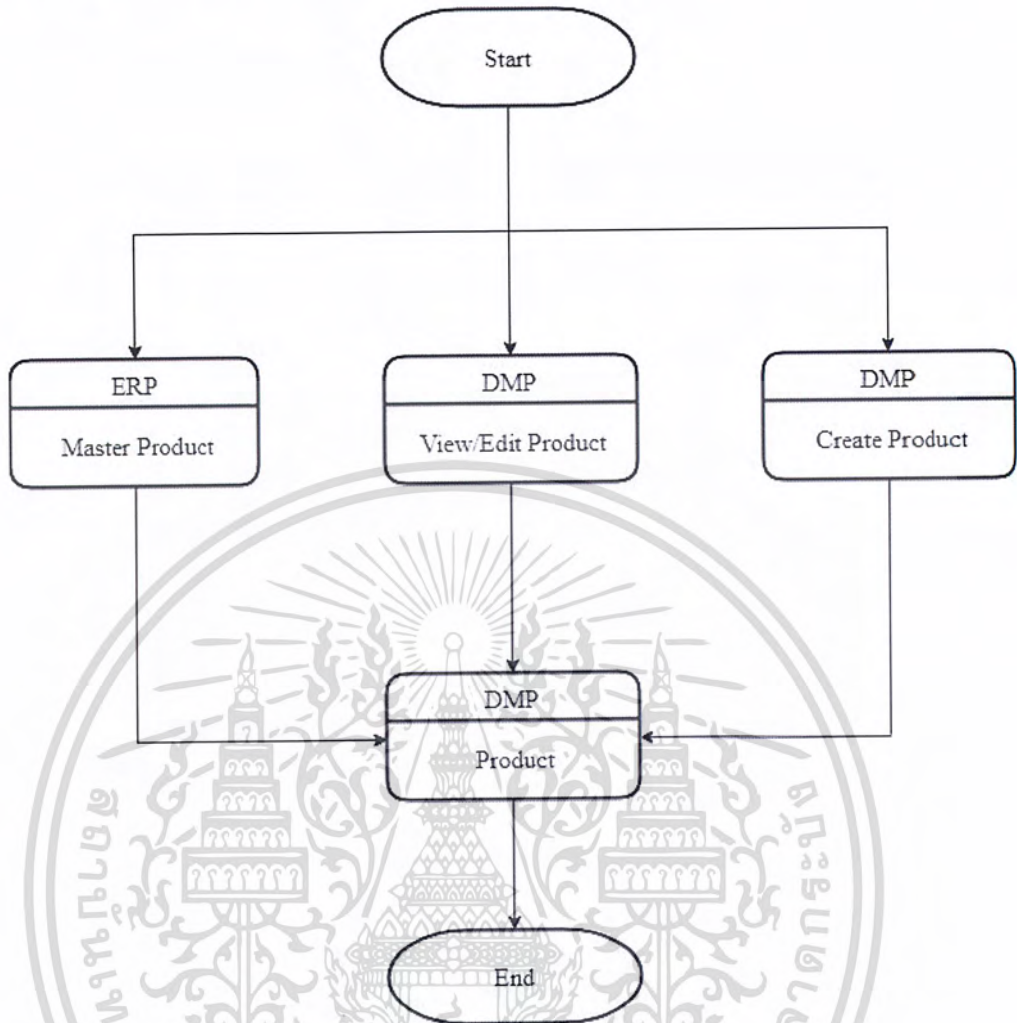 Start
ERP
Master Product
DMP
View/Edit Product
DMP
Create Product
DMP
Product
End